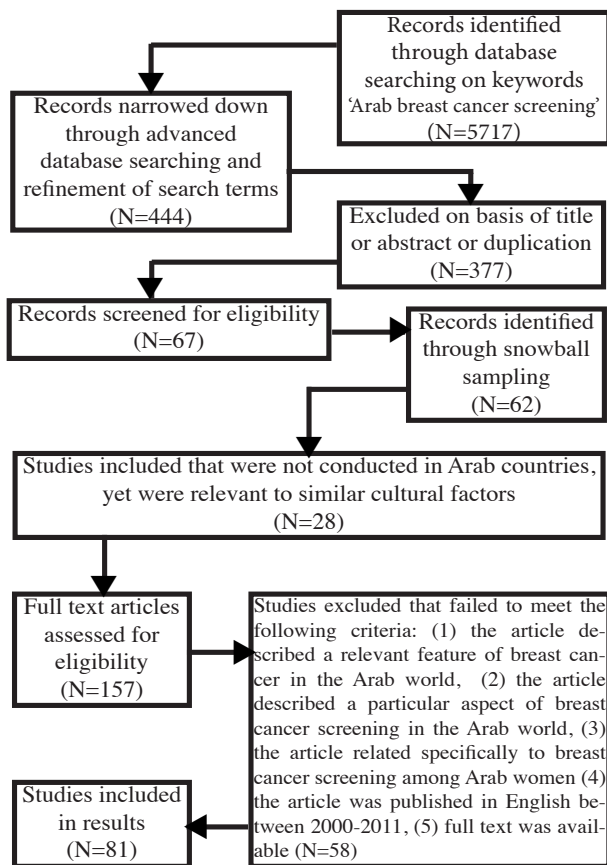 Records identified
through database
searching on keywords
‘Arab breast cancer screening’
(N=5717)
Records narrowed down
through advanced
database searching and
refinement of search terms
(N=444)
Excluded on basis of title
or abstract or duplication
(N=377)
Records screened for eligibility
(N=67)
Records identified
through snowball
sampling
(N=62)
Studies included that were not conducted in Arab countries,
yet were relevant to similar cultural factors
(N=28)
Full text articles
assessed for
eligibility
(N=157)
Studies excluded that failed to meet the
following criteria: (1) the article de-
scribed a relevant feature of breast can-
cer in the Arab world, (2) the article
described a particular aspect of breast
cancer screening in the Arab world, (3)
the article related specifically to breast
cancer screening among Arab women (4)
the article was published in English be-
tween 2000-2011, (5) full text was avai-
lable (N=58)
Studies included
in results
(N=81)